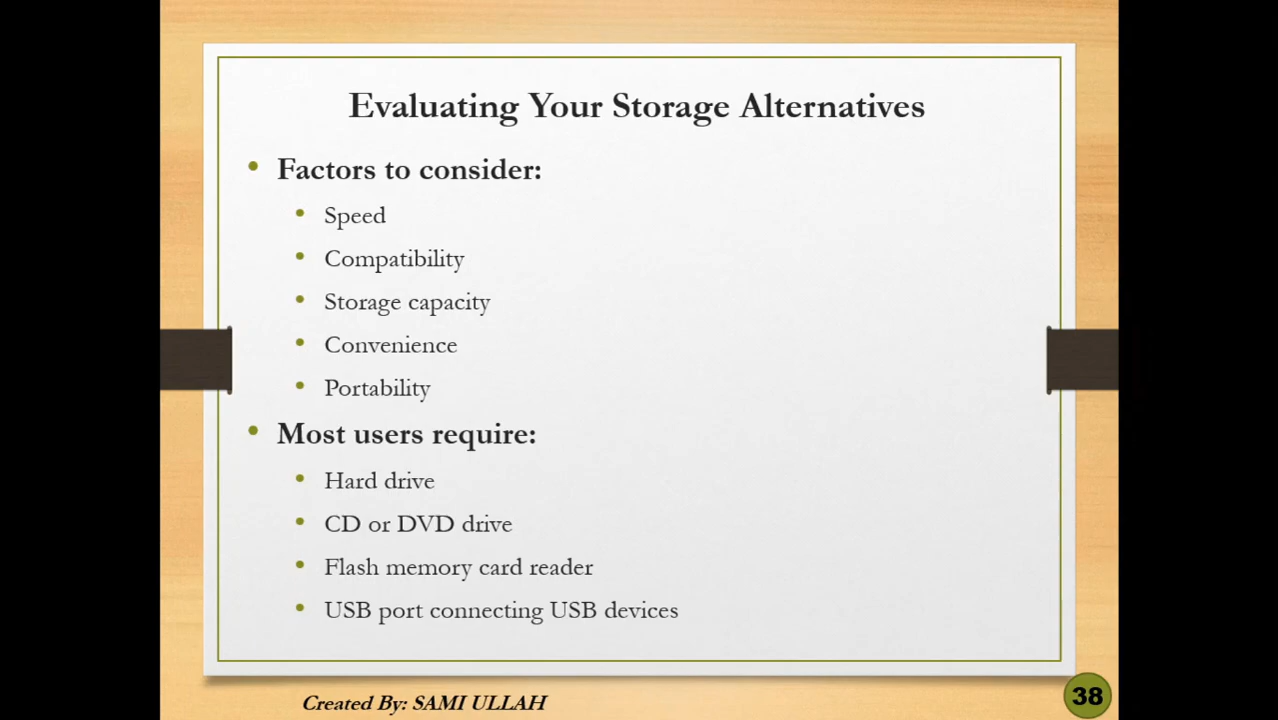 Evaluating Your Storage Alternatives
• Factors to consider:
• Speed
• Compatibility
• Storage capacity
• Convenience
• Portability
• Most users require:
• Hard drive
• CD or DVD drive
• Flash memory card reader
• USB port connecting USB devices
Created By: SAMI ULLAH
38